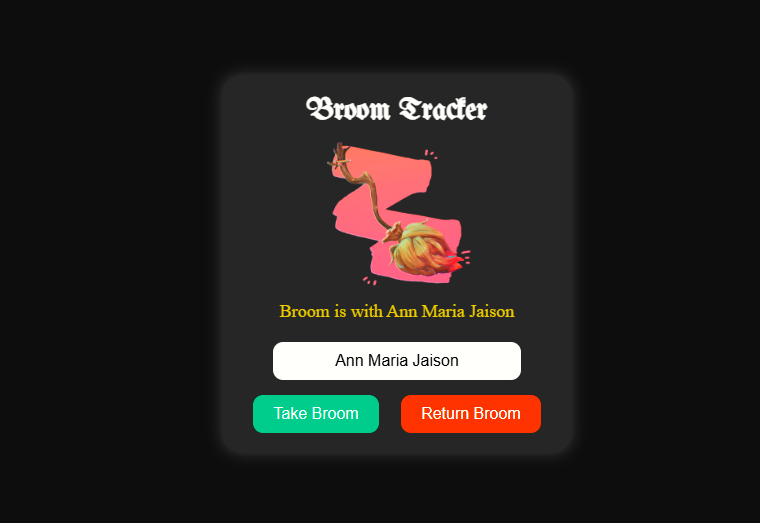 Broom Tracker
Broom is with Ann Maria Jaison
Ann Maria Jaison
Take Broom
Return Broom